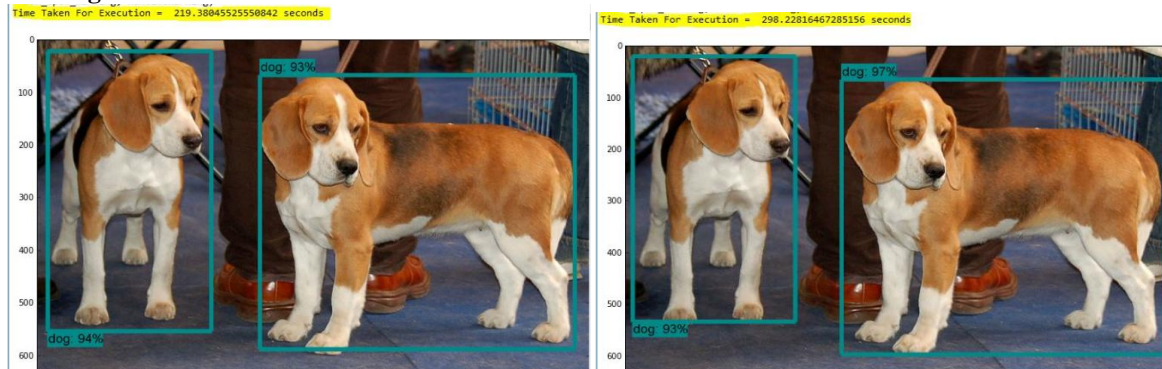 Time Taken For Execution = 219.38045525550842 seconds
0
100
200
300
400
500
600
dog: 93%
dog: 94%
Time Taken For Execution = 298.22816467285156 seconds
0
100
200
300
400
500
600
dog: 97%
dog: 93%